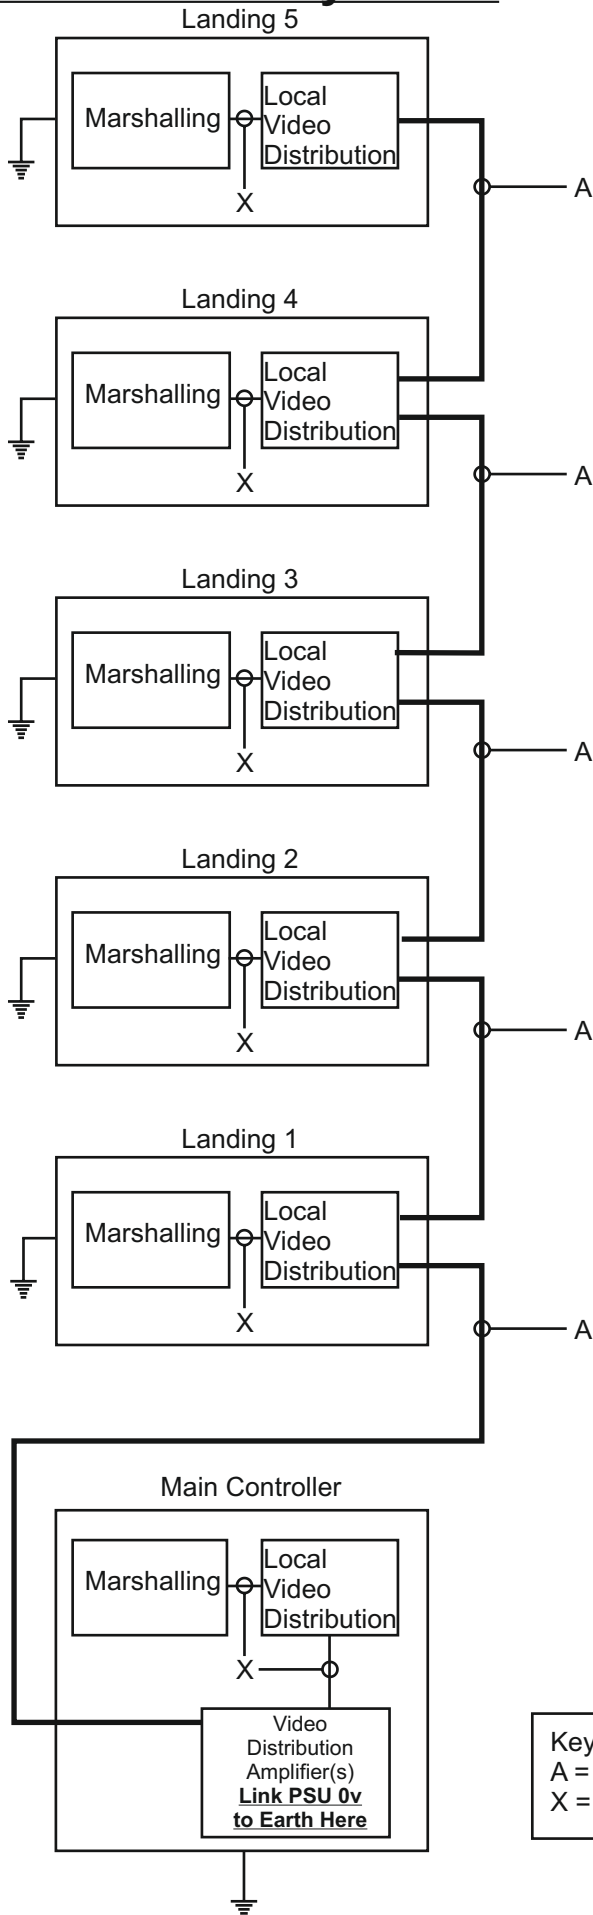 Landing 5
Marshalling
Local
Video
Distribution
X
A
Landing 4
Marshalling
Local
Video
Distribution
X
A
Landing 3
Marshalling
Local
Video
Distribution
X
A
Landing 2
Marshalling
Local
Video
Distribution
X
A
Landing 1
Marshalling
Local
Video
Distribution
X
A
Main Controller
Marshalling
Local
Video
Distribution
X
Video
Distribution
Amplifier(s)
Link PSU 0v
to Earth Here
Key
A =
X =